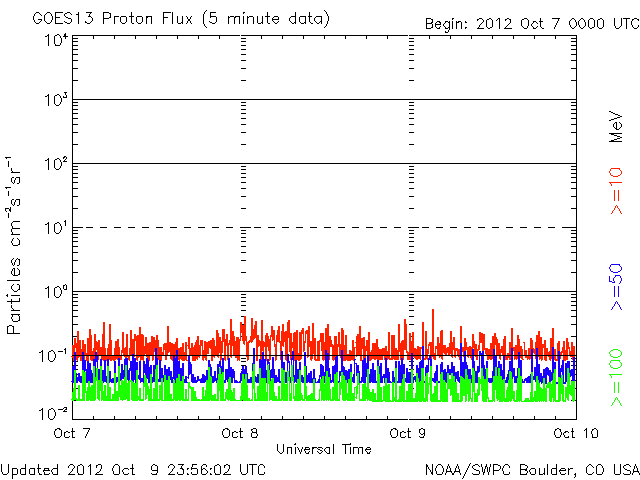 GOES13 Proton Flux (5 minute data)
Begin: 2012 Oct 7 0000 UTC
Particles cm⁻²s⁻¹sr⁻¹
10⁴
10³
10²
10¹
10⁰
10⁻¹
10⁻²
Oct 7
Oct 8
Oct 9
Oct 10
Universal Time
MeV
>=10
>=50
>=100
Updated 2012 Oct 9 23:56:02 UTC
NOAA/SWPC Boulder, CO USA